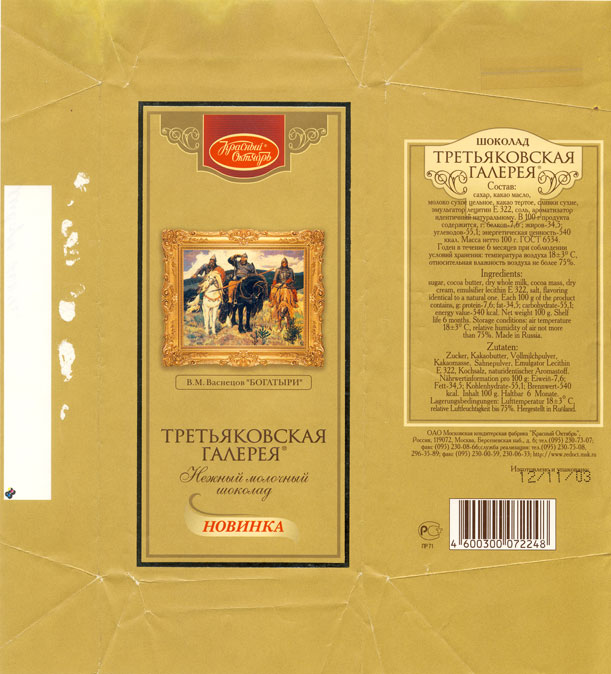 Красный
Октябрь
В.М. Васнецов "БОГАТЫРИ"
ТРЕТЬЯКОВСКАЯ
ГАЛЕРЕЯ®
Нежный молочный
шоколад
НОВИНКА
ШОКОЛАД
ТРЕТЬЯКОВСКАЯ
ГАЛЕРЕЯ®
Состав:
сахар, какао масло,
молоко сухое цельное, какао тертое, сливки сухие,
эмульгатор лецитин Е 322, соль, ароматизатор
идентичный натуральному. В 100 г продукта
содержится, г: белков-7,6; жиров-34,5;
углеводов-55,1; энергетическая ценность-540
ккал. Масса нетто 100 г. ГОСТ 6534.
Годен в течение 6 месяцев при соблюдении
условий хранения: температура воздуха 18±3° С,
относительная влажность воздуха не более 75%.
Ingredients:
sugar, cocoa butter, dry whole milk, cocoa mass, dry
cream, emulsifier lecithin E 322, salt, flavoring
identical to a natural one. Each 100 g of the product
contains, g: protein-7,6; fat-34,5; carbohydrate-55,1;
energy value-540 kcal. Net weight 100 g. Shelf
life 6 months. Storage conditions: air temperature
18±3° C, relative humidity of air not more
than 75%. Made in Russia.
Zutaten:
Zucker, Kakaobutter, Vollmilchpulver,
Kakaomasse, Sahnepulver, Emulgator Lecithin
E 322, Kochsalz, naturidentischer Aromastoff.
Nährwertinformation pro 100 g: Eiweiß-7,6;
Fett-34,5; Kohlenhydrate-55,1; Brennswert-540
kcal. Inhalt 100 g. Haltbar 6 Monate.
Lagerungsbedingungen: Lufttemperatur 18±3° C,
relative Luftfeuchtigkeit bis 75%. Hergestellt in Rußland.
ОАО Московская кондитерская фабрика "Красный Октябрь".
Россия, 119072, Москва, Берсеневская наб., д. 6; тел.(095) 230-73-07;
факс (095) 230-08-66; служба реализации: тел.(095) 230-73-08,
296-35-89; факс (095) 230-00-59, 230-06-33; http://www.redoct.msk.ru
Изготовлено и упаковано:
12/11/03
РС
ПР 71
4 600300 072248